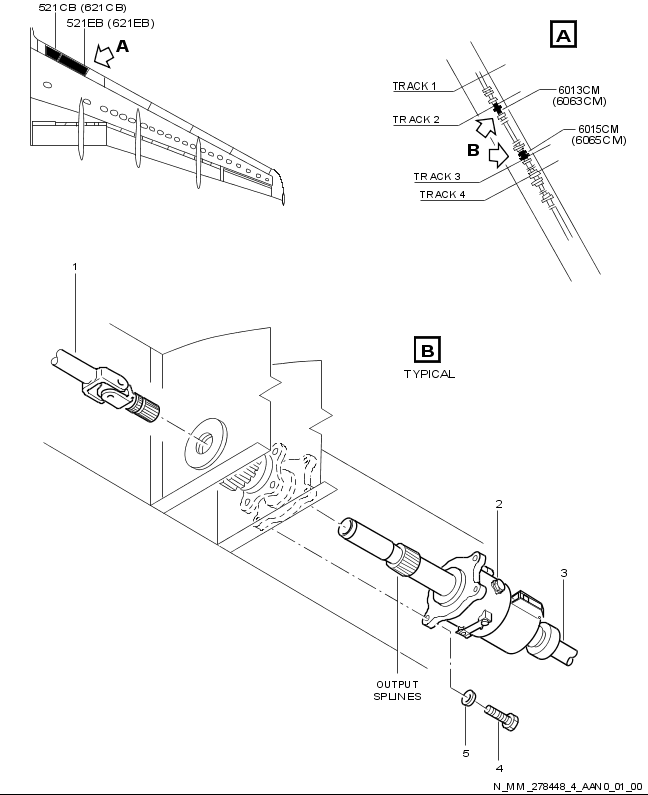 521CB (621CB)
521EB (621EB)
A
A
TRACK 1
6013CM
(6063CM)
TRACK 2
6015CM
(6065CM)
B
TRACK 3
TRACK 4
1
B
TYPICAL
2
3
OUTPUT
SPLINES
5
4
N_MM_278448_4_AAN0_01_00